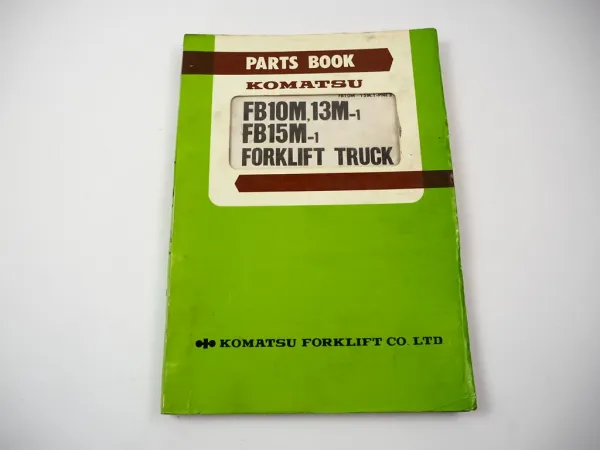 PARTS BOOK
KOMATSU
FB10M,13M-1
FB15M-1
FORKLIFT TRUCK
KOMATSU FORKLIFT CO. LTD